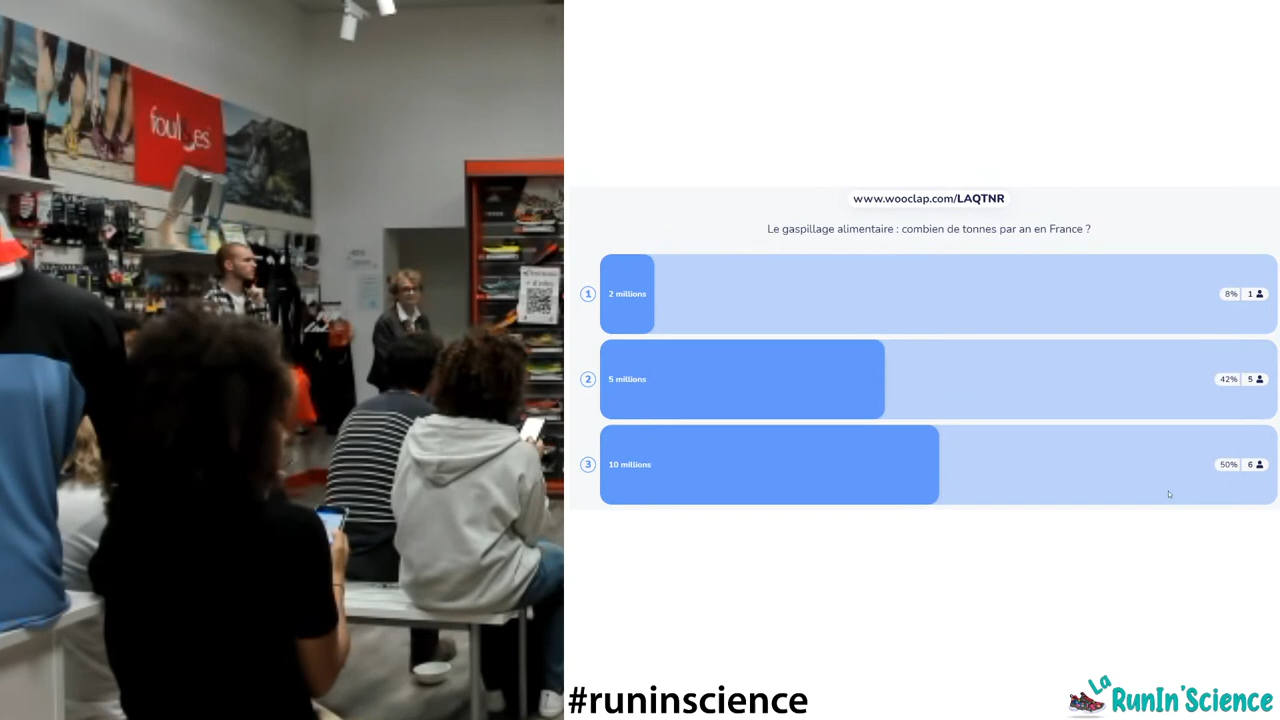 foulées
www.wooclap.com/LAQTNR
Le gaspillage alimentaire : combien de tonnes par an en France ?
1 2 millions 8% 1
2 5 millions 42% 5
3 10 millions 50% 6
#runinscience
La RunIn'Science